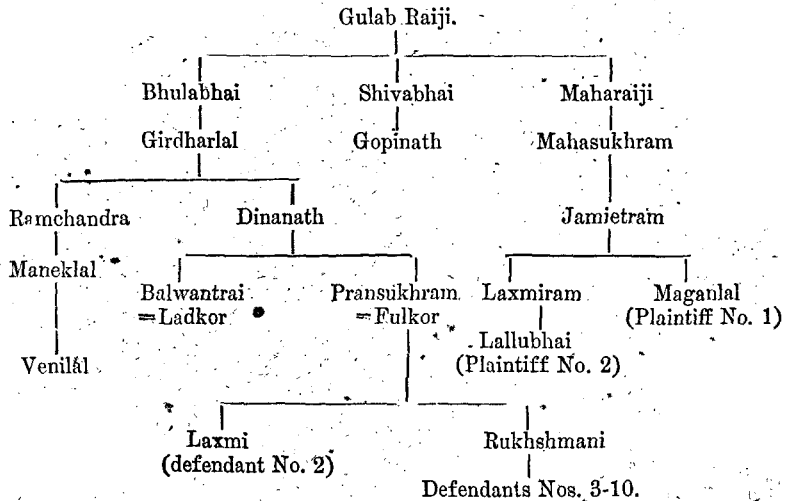 Gulab Raiji.
Bhulabhai Shivabhai Maharaiji
Girdharlal Gopinath Mahasukhram
Ramchandra Dinanath Jamietram
Maneklal
Balwantrai Pransukhram Laxmiram Maganlal
=Ladkor =Fulkor (Plaintiff No. 1)
Lallubhai
Venilal (Plaintiff No. 2)
Laxmi Rukhshmani
(defendant No. 2)
Defendants Nos. 3-10.